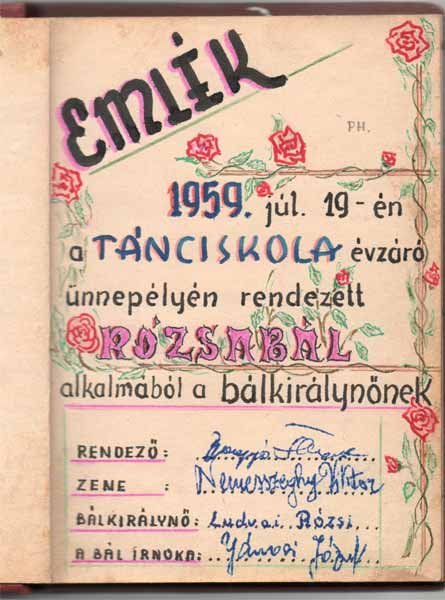 EMLÉK
PH.
1959. júl. 19-én
a TÁNCISKOLA évzáró
ünnepélyén rendezett
RÓZSABÁL
alkalmából a bálkirálynőnek
RENDEZŐ:
ZENE: Nemesszeghy Viktor
BÁLKIRÁLYNŐ: Ludvai Rózsi
A BÁL ÍRNOKA: József